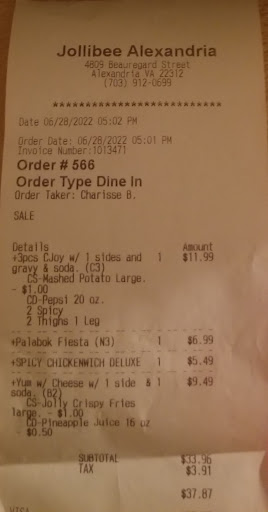 Jollibee Alexandria
4809 Beauregard Street
Alexandria VA 22312
(703) 912-0699
**************************
Date 06/28/2022 05:02 PM
Order Date: 06/28/2022 05:01 PM
Invoice Number:1013471
Order # 566
Order Type Dine In
Order Taker: Charisse B.
SALE
Details Amount
+3pcs CJoy w/ 1 sides and 1 $11.99
gravy & soda. (C3)
CS-Mashed Potato Large.
- $1.00
CD-Pepsi 20 oz.
2 Spicy
2 Thighs 1 Leg
+Palabok Fiesta (N3) 1 $6.99
+SPICY CHICKENWICH DELUXE 1 $5.49
+Yum w/ Cheese w/ 1 side & 1 $9.49
soda. (B2)
CS-Jolly Crispy Fries
large. - $1.00
CD-Pineapple Juice 16 oz
- $0.50
SUBTOTAL $33.96
TAX $3.91
$37.87
VISA